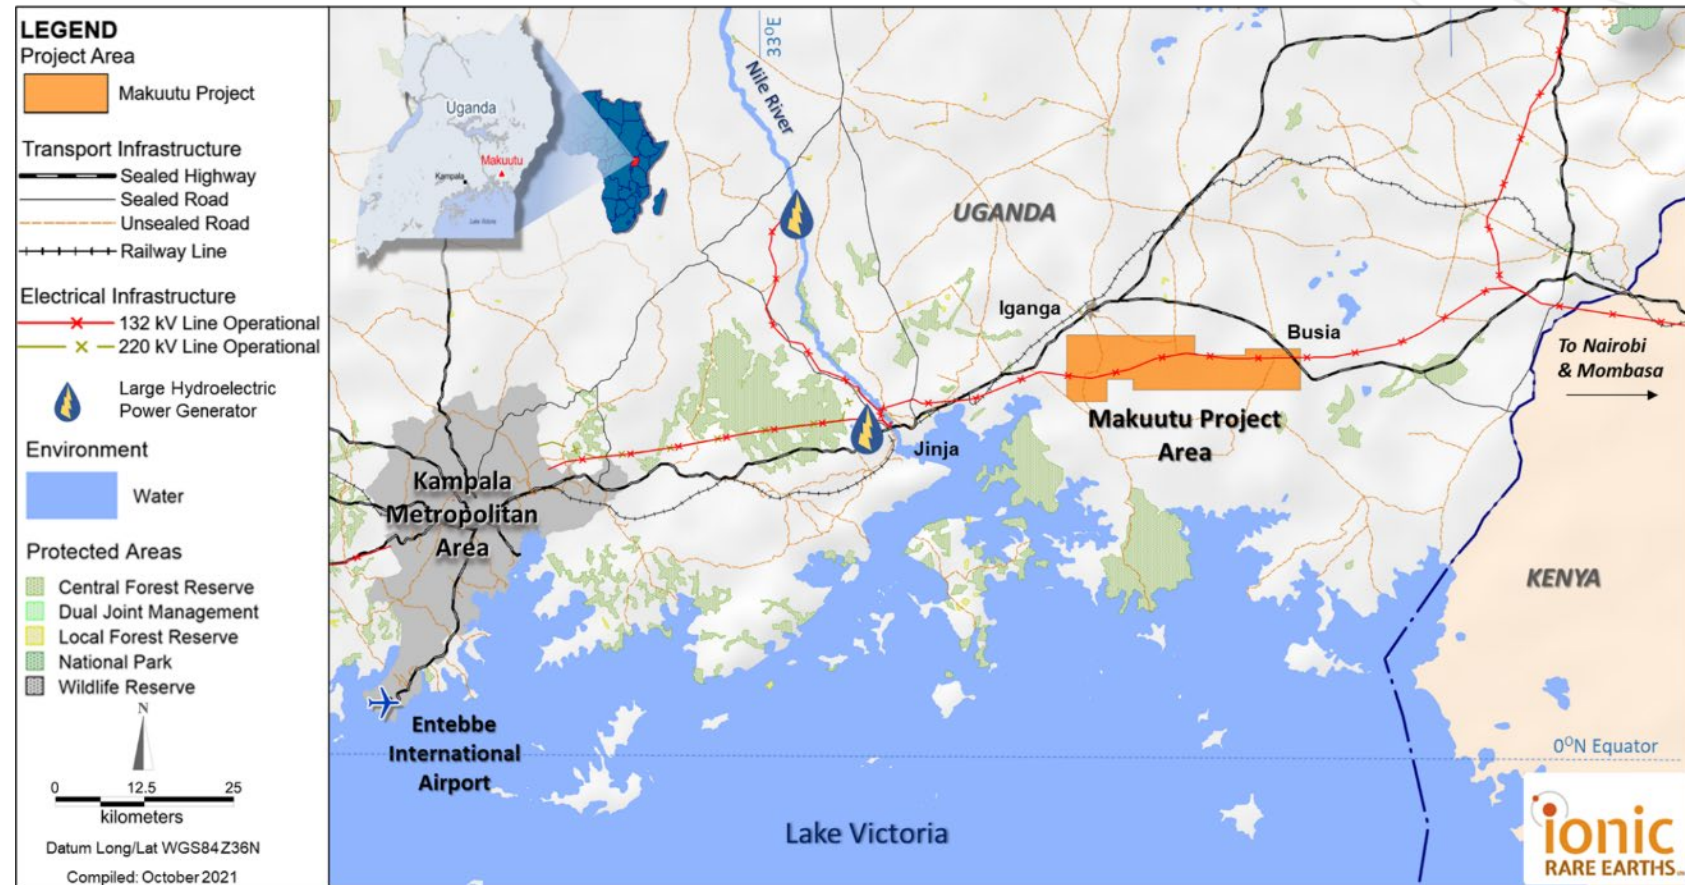 LEGEND
Project Area
Makuutu Project
Transport Infrastructure
Sealed Highway
Sealed Road
Unsealed Road
Railway Line
Electrical Infrastructure
132 kV Line Operational
220 kV Line Operational
Large Hydroelectric
Power Generator
Environment
Water
Protected Areas
Central Forest Reserve
Dual Joint Management
Local Forest Reserve
National Park
Wildlife Reserve
N
0 12.5 25
kilometers
Datum Long/Lat WGS84Z36N
Compiled: October 2021
Uganda
Makuutu
Kampala
33°E
Nile River
UGANDA
Iganga
Busia
To Nairobi
& Mombasa
Makuutu Project
Area
Jinja
Kampala
Metropolitan
Area
KENYA
Entebbe
International
Airport
0°N Equator
Lake Victoria
ionic
RARE EARTHS